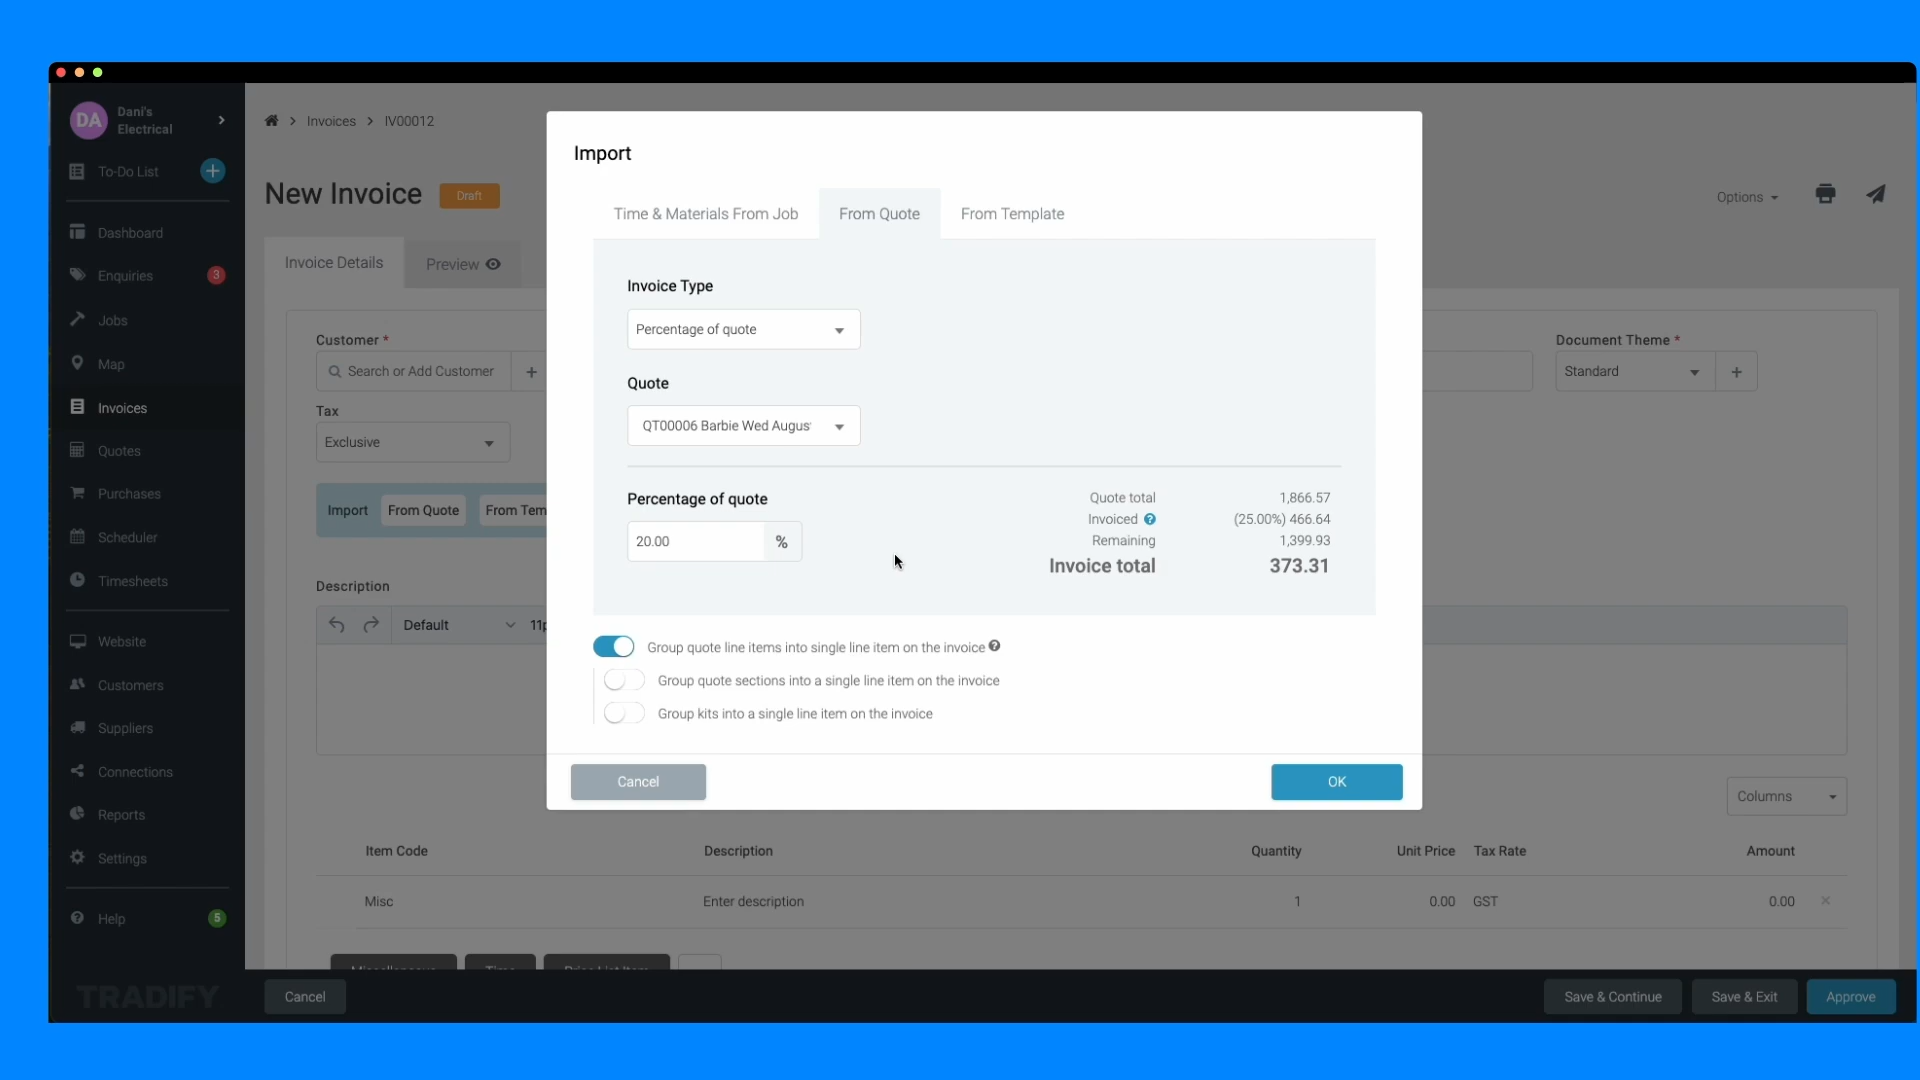 DA
Dani's
Electrical
To-Do List
Dashboard
Enquiries 3
Jobs
Map
Invoices
Quotes
Purchases
Scheduler
Timesheets
Website
Customers
Suppliers
Connections
Reports
Settings
Help 5
TRADIFY
Invoices > IV00012
New Invoice Draft
Options
Invoice Details Preview
Customer *
Search or Add Customer +
Tax
Exclusive
Import From Quote From Tem
Description
Default 11p
Document Theme *
Standard +
Import
Time & Materials From Job From Quote From Template
Invoice Type
Percentage of quote
Quote
QT00006 Barbie Wed Augus
Percentage of quote
20.00 %
Quote total 1,866.57
Invoiced ? (25.00%) 466.64
Remaining 1,399.93
Invoice total 373.31
Group quote line items into single line item on the invoice ?
Group quote sections into a single line item on the invoice
Group kits into a single line item on the invoice
Cancel OK
Columns
Item Code Description Quantity Unit Price Tax Rate Amount
Misc Enter description 1 0.00 GST 0.00 ×
Cancel Save & Continue Save & Exit Approve